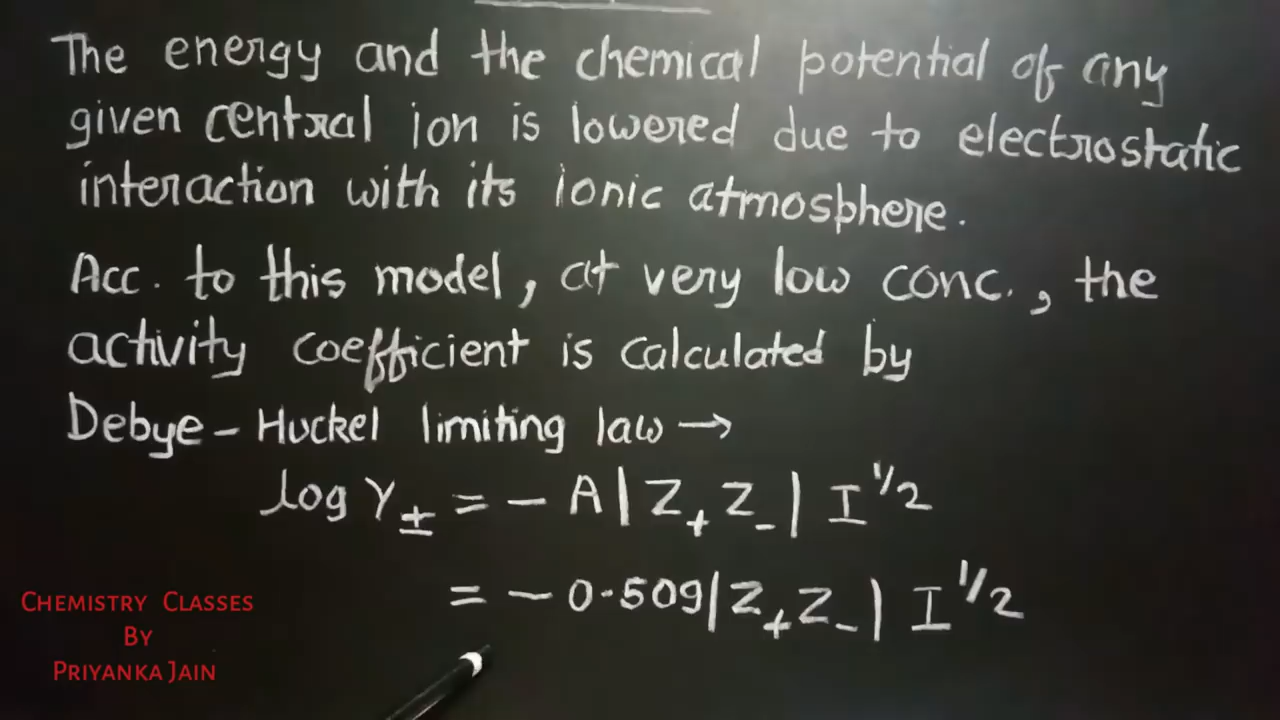 The energy and the chemical potential of any
given central ion is lowered due to electrostatic
interaction with its ionic atmosphere.
Acc. to this model, at very low conc., the
activity coefficient is calculated by
Debye - Huckel limiting law →
log γ± = - A | Z₊ Z₋ | I^1/2
= - 0.509 | Z₊ Z₋ | I^1/2
CHEMISTRY CLASSES
BY
PRIYANKA JAIN